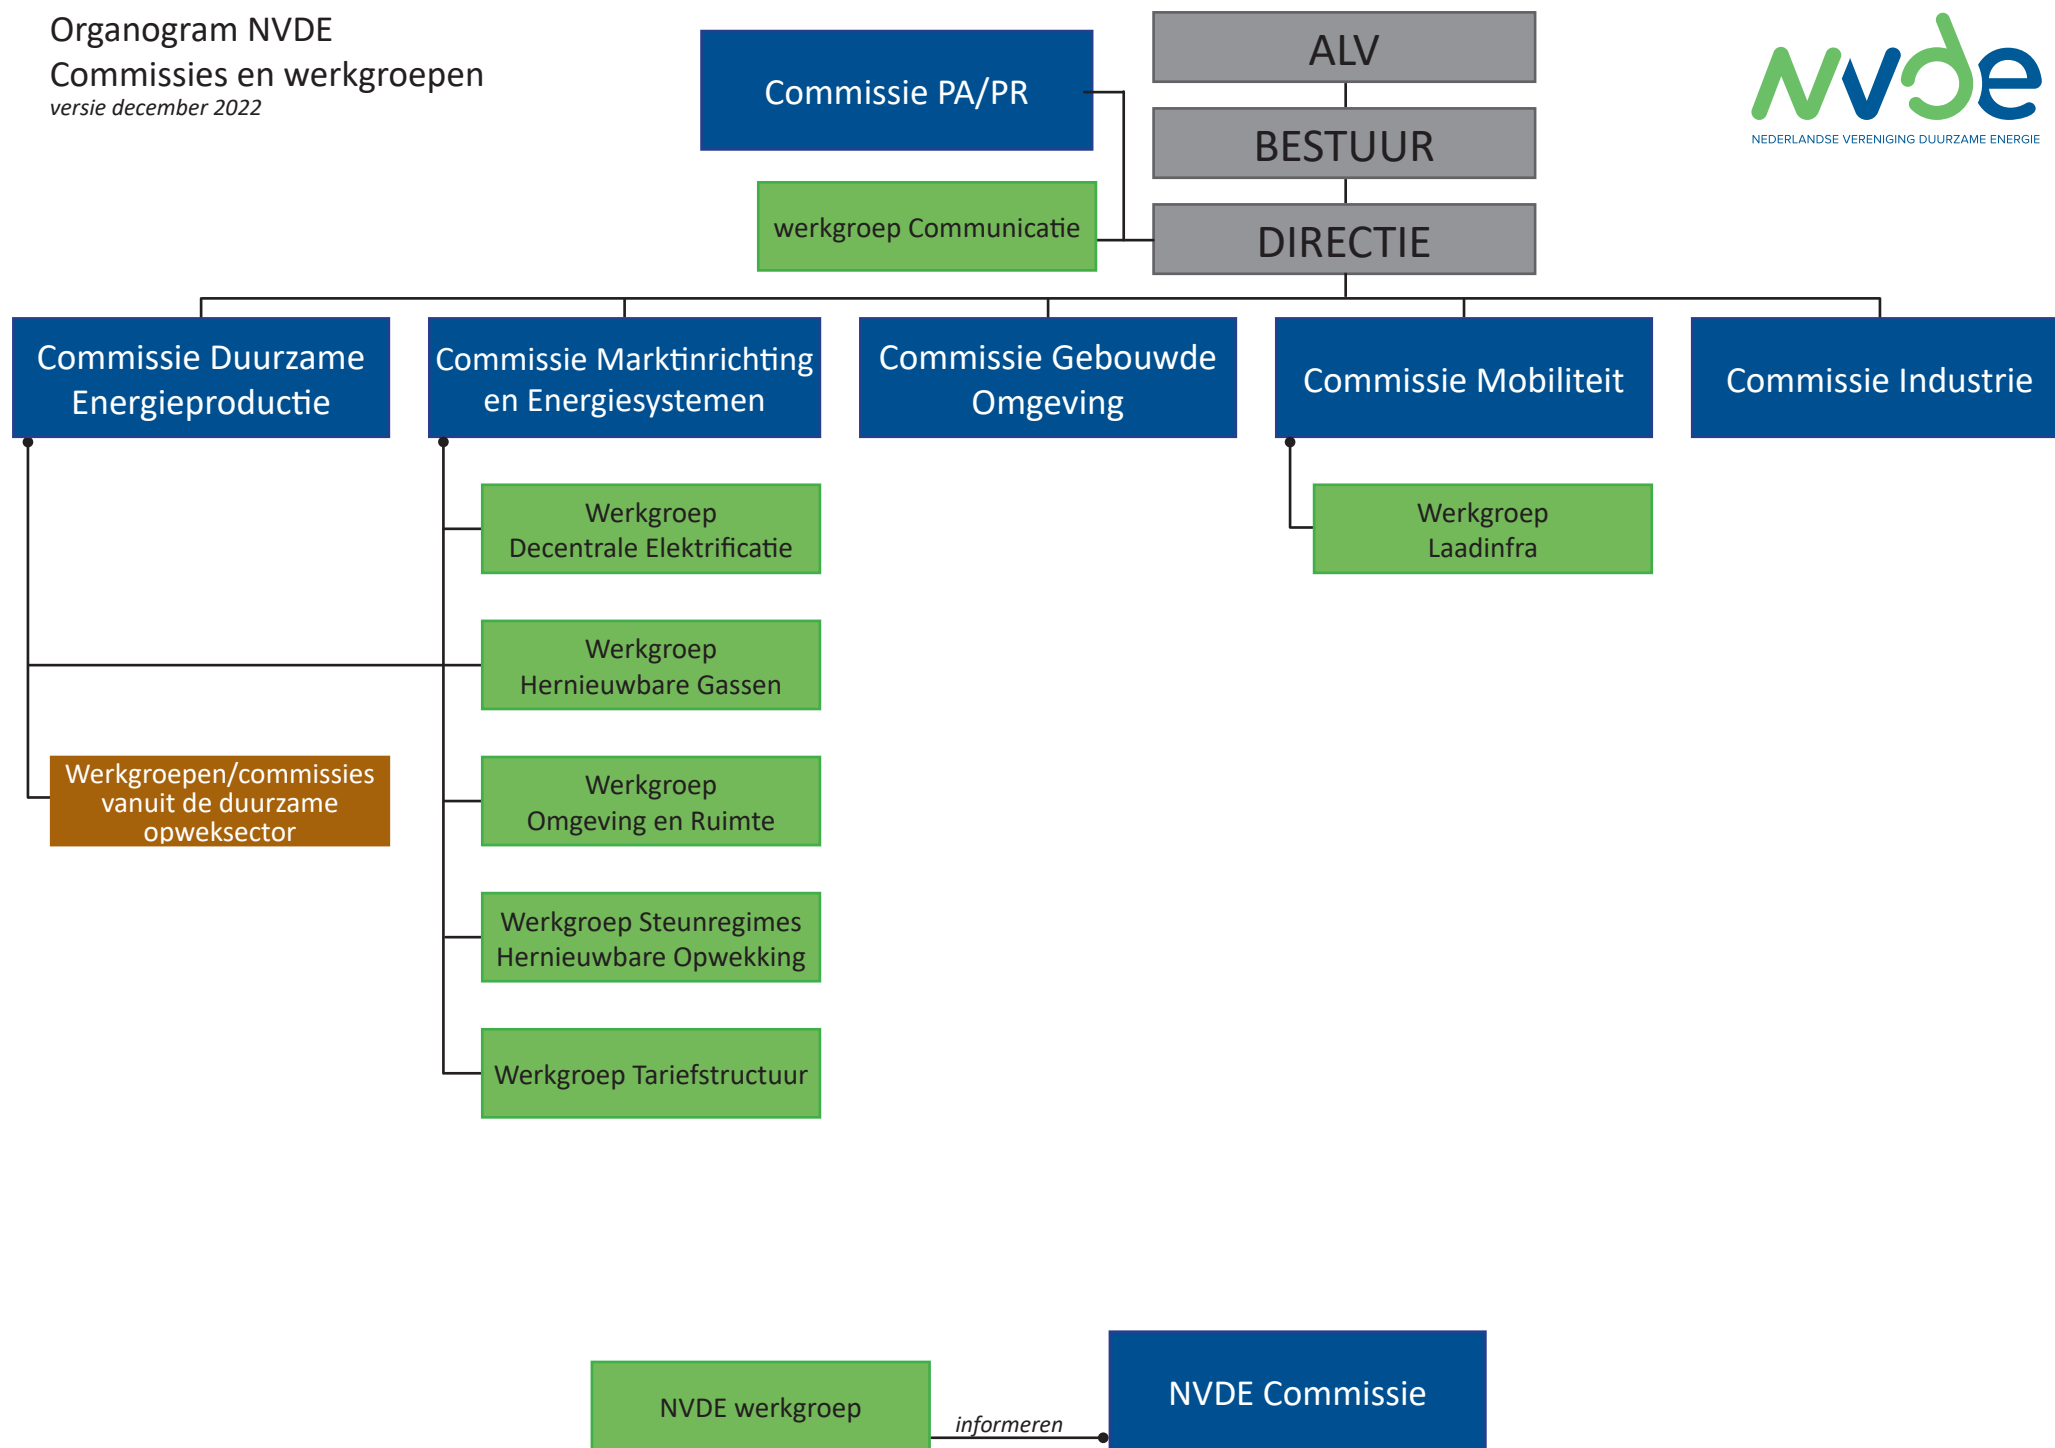 Organogram NVDE
Commissies en werkgroepen
versie december 2022
Commissie PA/PR
ALV
nvde
NEDERLANDSE VERENIGING DUURZAME ENERGIE
BESTUUR
werkgroep Communicatie
DIRECTIE
Commissie Duurzame
Energieproductie
Commissie Marktinrichting
en Energiesystemen
Commissie Gebouwde
Omgeving
Commissie Mobiliteit
Commissie Industrie
Werkgroep
Decentrale Elektrificatie
Werkgroep
Laadinfra
Werkgroep
Hernieuwbare Gassen
Werkgroepen/commissies
vanuit de duurzame
opweksector
Werkgroep
Omgeving en Ruimte
Werkgroep Steunregimes
Hernieuwbare Opwekking
Werkgroep Tariefstructuur
NVDE werkgroep
informeren
NVDE Commissie